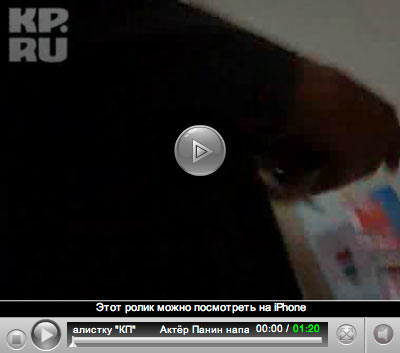 KP.
RU
Этот ролик можно посмотреть на iPhone
алистку "КП" Актёр Панин напа 00:00 / 01:20